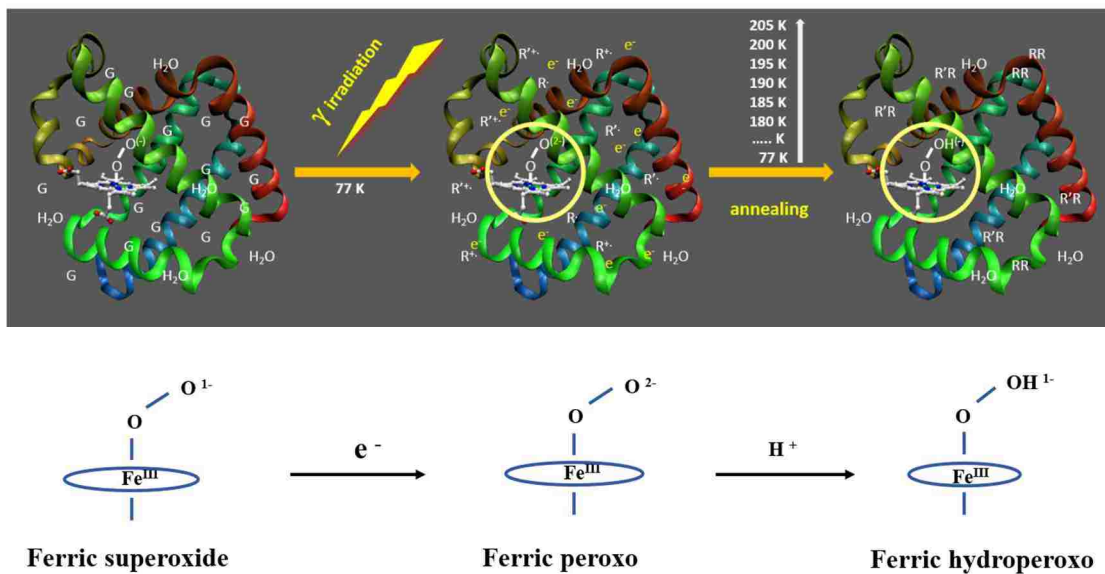 G
G
H₂O
G
G
G
G
O(-)
O
G
G
H₂O
G
G
H₂O
G
G
G
H₂O
H₂O
γ irradiation
77 K
R'+·
R+·
e-
e-
H₂O
R·
e-
R'+·
R'·
e
e-
O(2-)
O
R'+·
R'·
e
H₂O
H₂O
R·
e-
e-
R+·
e-
R+·
e
e-
H₂O
205 K
200 K
195 K
190 K
185 K
180 K
..... K
77 K
annealing
R'R
H₂O
RR
R'R
OH(-)
O
H₂O
R'R
H₂O
R'R
RR
H₂O
H₂O
O 1-
O
FeIII
Ferric superoxide
e -
O 2-
O
FeIII
Ferric peroxo
H +
OH 1-
O
FeIII
Ferric hydroperoxo